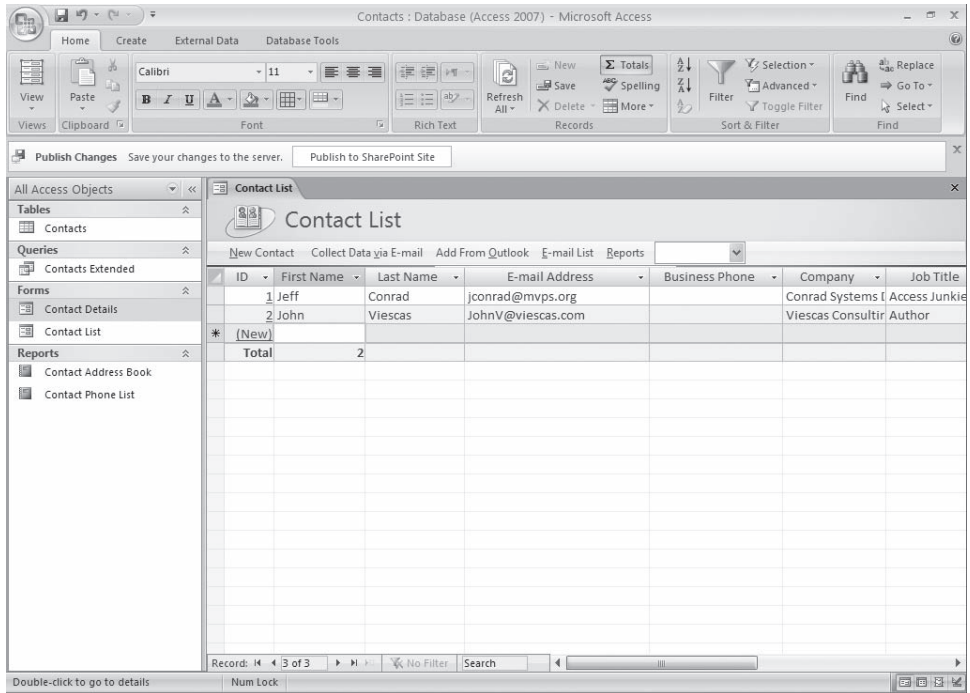 Contacts : Database (Access 2007) - Microsoft Access
Home Create External Data Database Tools
View
Views
Paste
Clipboard
Calibri 11
B I U A
Font
ab
Rich Text
Refresh All
New
Save
Delete
Σ Totals
Spelling
More
Records
Filter
Selection
Advanced
Toggle Filter
Sort & Filter
Find
Replace
Go To
Select
Find
Publish Changes Save your changes to the server. Publish to SharePoint Site
All Access Objects
Tables
Contacts
Queries
Contacts Extended
Forms
Contact Details
Contact List
Reports
Contact Address Book
Contact Phone List
Contact List
Contact List
New Contact Collect Data via E-mail Add From Outlook E-mail List Reports
ID First Name Last Name E-mail Address Business Phone Company Job Title
1 Jeff Conrad jconrad@mvps.org Conrad Systems D Access Junkie
2 John Viescas JohnV@viescas.com Viescas Consultin Author
* (New)
Total 2
Record: 3 of 3 No Filter Search
Double-click to go to details Num Lock